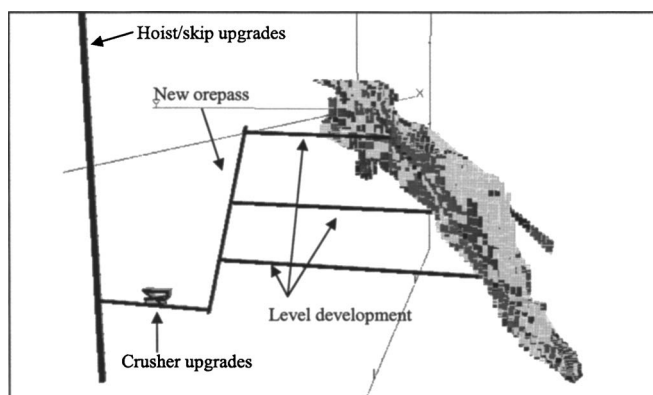 Hoist/skip upgrades
New orepass
X
Level development
Crusher upgrades